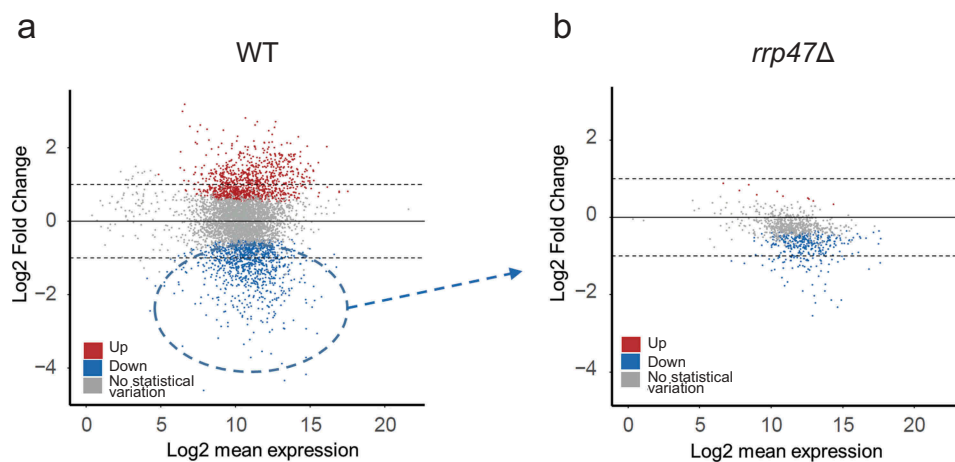 a
WT
Log2 Fold Change
2
0
−2
−4
Up
Down
No statistical
variation
0
5
10
15
20
Log2 mean expression
b
rrp47Δ
Log2 Fold Change
2
0
−2
−4
Up
Down
No statistical
variation
0
5
10
15
20
Log2 mean expression